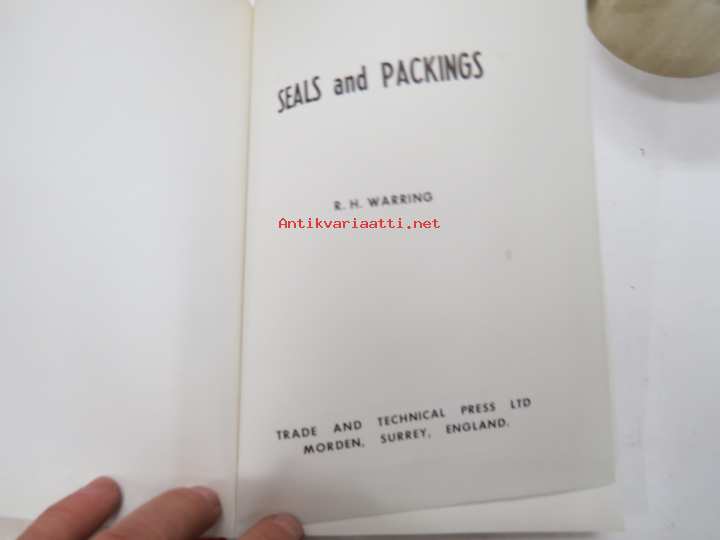 SEALS and PACKINGS
R. H. WARRING
Antikvariaatti.net
TRADE AND TECHNICAL PRESS LTD
MORDEN, SURREY, ENGLAND.